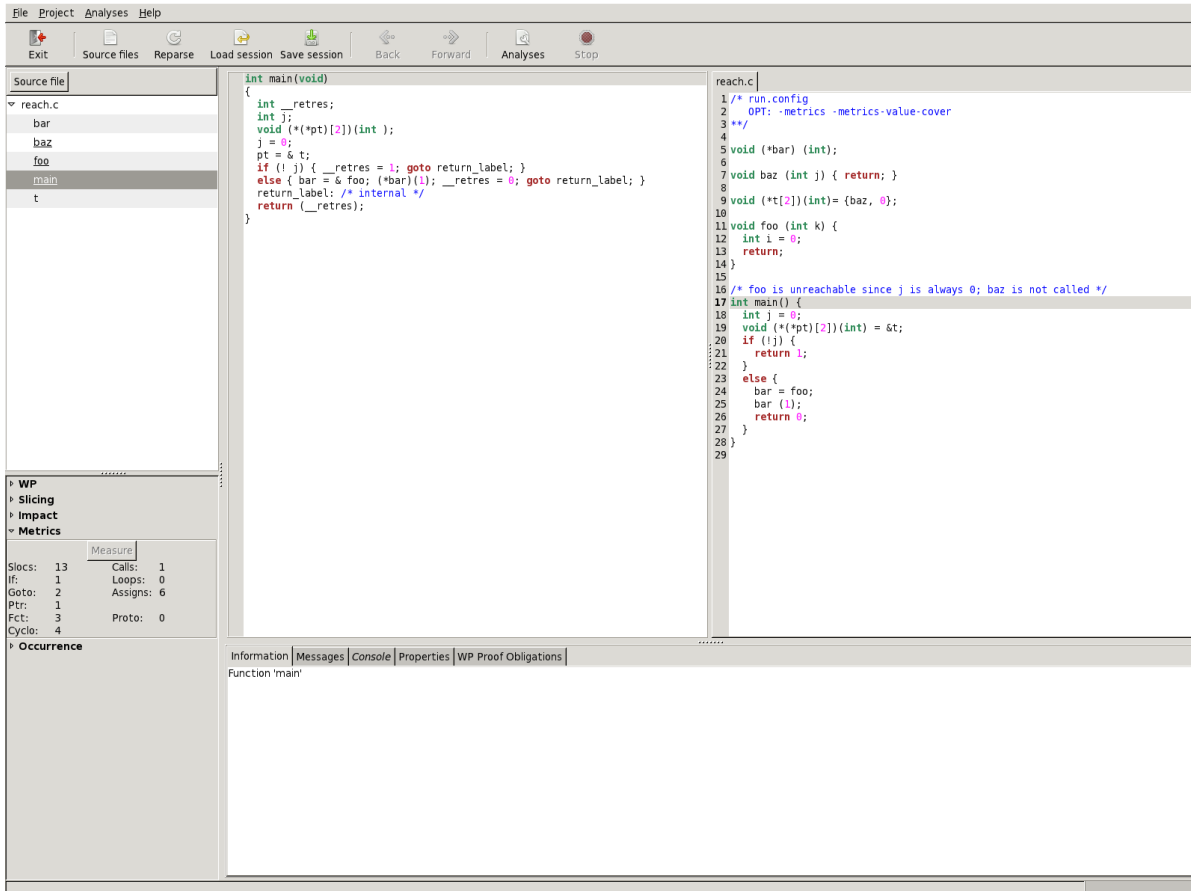 File Project Analyses Help
Exit Source files Reparse Load session Save session Back Forward Analyses Stop
Source file
reach.c
bar
baz
foo
main
t
WP
Slicing
Impact
Metrics
Measure
Slocs: 13 Calls: 1
If: 1 Loops: 0
Goto: 2 Assigns: 6
Ptr: 1
Fct: 3 Proto: 0
Cyclo: 4
Occurrence
int main(void)
{
  int __retres;
  int j;
  void (*(*pt)[2])(int );
  j = 0;
  pt = & t;
  if (! j) { __retres = 1; goto return_label; }
  else { bar = & foo; (*bar)(1); __retres = 0; goto return_label; }
  return_label: /* internal */
  return (__retres);
}
reach.c
1 /* run.config
2    OPT: -metrics -metrics-value-cover
3 **/
4
5 void (*bar) (int);
6
7 void baz (int j) { return; }
8
9 void (*t[2])(int)= {baz, 0};
10
11 void foo (int k) {
12   int i = 0;
13   return;
14 }
15
16 /* foo is unreachable since j is always 0; baz is not called */
17 int main() {
18   int j = 0;
19   void (*(*pt)[2])(int) = &t;
20   if (!j) {
21     return 1;
22   }
23   else {
24     bar = foo;
25     bar (1);
26     return 0;
27   }
28 }
29
Information Messages Console Properties WP Proof Obligations
Function 'main'